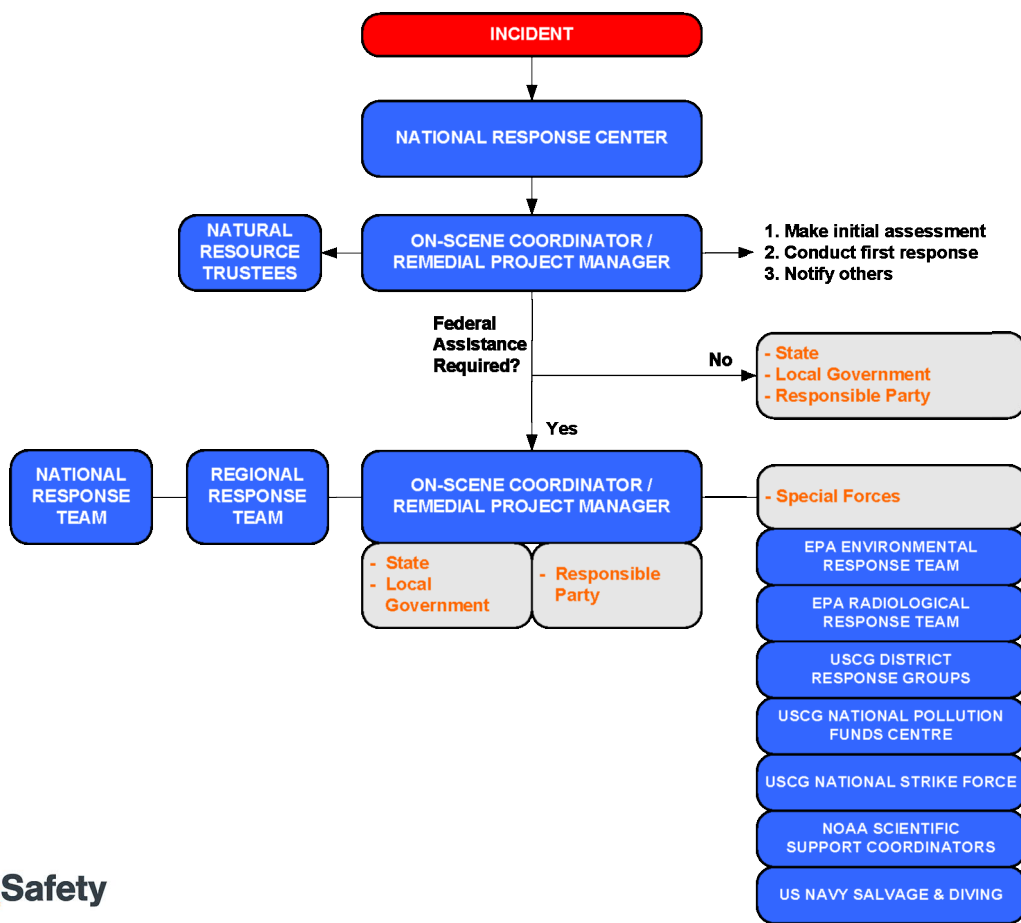 INCIDENT
NATIONAL RESPONSE CENTER
NATURAL
RESOURCE
TRUSTEES
ON-SCENE COORDINATOR /
REMEDIAL PROJECT MANAGER
1. Make initial assessment
2. Conduct first response
3. Notify others
Federal
Assistance
Required?
No
- State
- Local Government
- Responsible Party
Yes
NATIONAL
RESPONSE
TEAM
REGIONAL
RESPONSE
TEAM
ON-SCENE COORDINATOR /
REMEDIAL PROJECT MANAGER
- Special Forces
- State
- Local
Government
- Responsible
Party
EPA ENVIRONMENTAL
RESPONSE TEAM
EPA RADIOLOGICAL
RESPONSE TEAM
USCG DISTRICT
RESPONSE GROUPS
USCG NATIONAL POLLUTION
FUNDS CENTRE
USCG NATIONAL STRIKE FORCE
NOAA SCIENTIFIC
SUPPORT COORDINATORS
US NAVY SALVAGE & DIVING
Safety